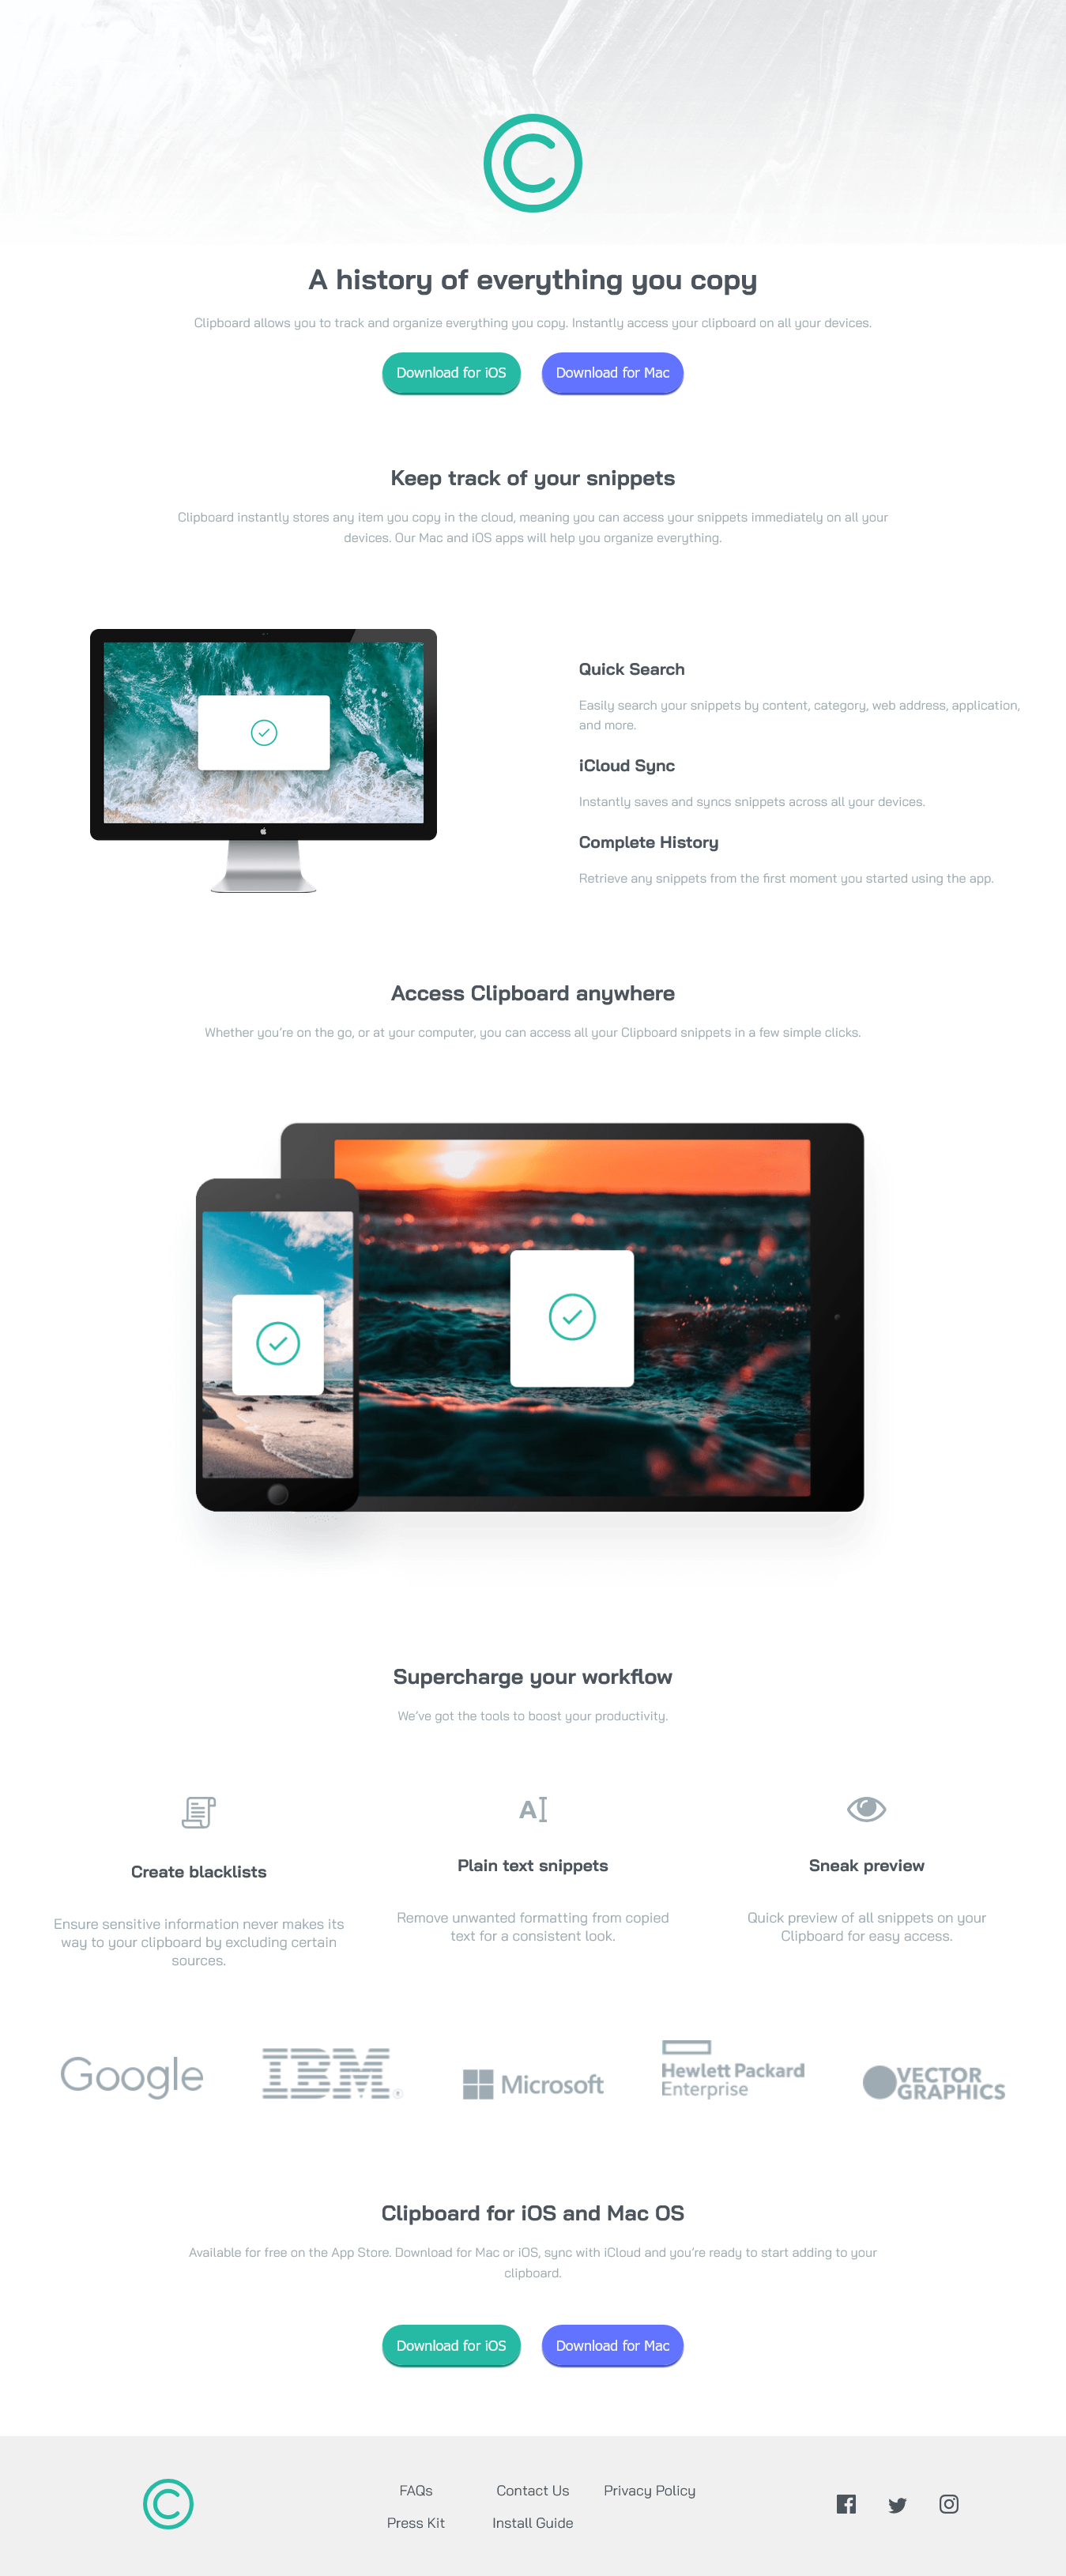 A history of everything you copy
Clipboard allows you to track and organize everything you copy. Instantly access your clipboard on all your devices.
Download for iOS
Download for Mac
Keep track of your snippets
Clipboard instantly stores any item you copy in the cloud, meaning you can access your snippets immediately on all your
devices. Our Mac and iOS apps will help you organize everything.
Quick Search
Easily search your snippets by content, category, web address, application,
and more.
iCloud Sync
Instantly saves and syncs snippets across all your devices.
Complete History
Retrieve any snippets from the first moment you started using the app.
Access Clipboard anywhere
Whether you’re on the go, or at your computer, you can access all your Clipboard snippets in a few simple clicks.
Supercharge your workflow
We’ve got the tools to boost your productivity.
Create blacklists
Ensure sensitive information never makes its
way to your clipboard by excluding certain
sources.
Plain text snippets
Remove unwanted formatting from copied
text for a consistent look.
Sneak preview
Quick preview of all snippets on your
Clipboard for easy access.
Google
IBM®
Microsoft
Hewlett Packard
Enterprise
VECTOR
GRAPHICS
Clipboard for iOS and Mac OS
Available for free on the App Store. Download for Mac or iOS, sync with iCloud and you’re ready to start adding to your
clipboard.
Download for iOS
Download for Mac
FAQs
Contact Us
Privacy Policy
Press Kit
Install Guide